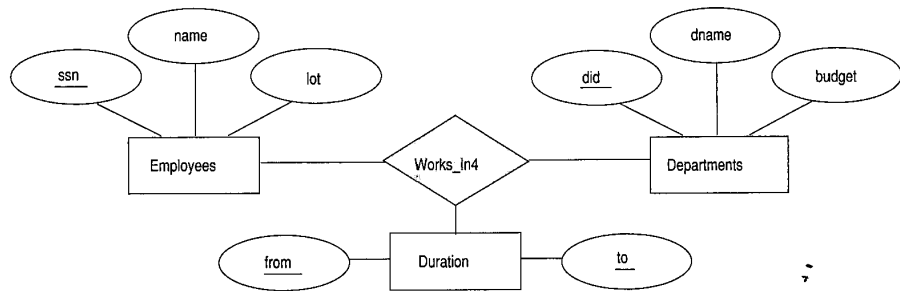 name
dname
ssn
lot
did
budget
Employees
Works_In4
Departments
from
Duration
to